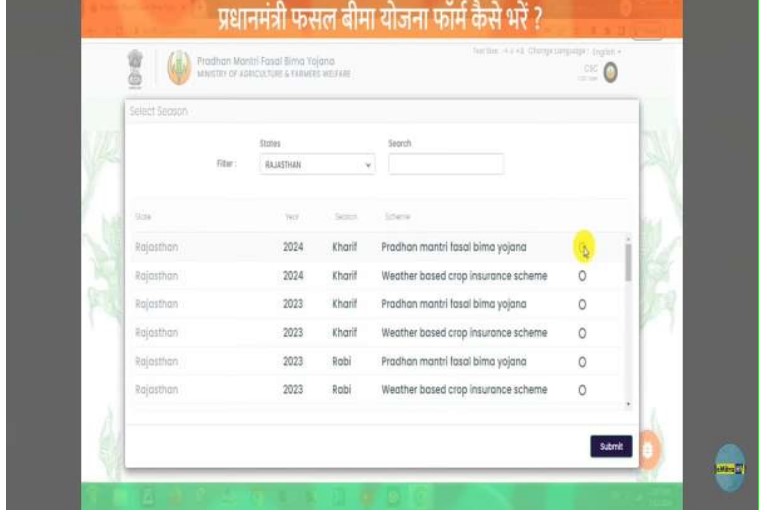 प्रधानमंत्री फसल बीमा योजना फॉर्म कैसे भरें ?
Pradhan Mantri Fasal Bima Yojana
MINISTRY OF AGRICULTURE & FARMERS WELFARE
Change Language : English
CSC
Select Season
States
Search
Filter :
RAJASTHAN
State Year Season Scheme
Rajasthan 2024 Kharif Pradhan mantri fasal bima yojana
Rajasthan 2024 Kharif Weather based crop insurance scheme
Rajasthan 2023 Kharif Pradhan mantri fasal bima yojana
Rajasthan 2023 Kharif Weather based crop insurance scheme
Rajasthan 2023 Rabi Pradhan mantri fasal bima yojana
Rajasthan 2023 Rabi Weather based crop insurance scheme
Submit